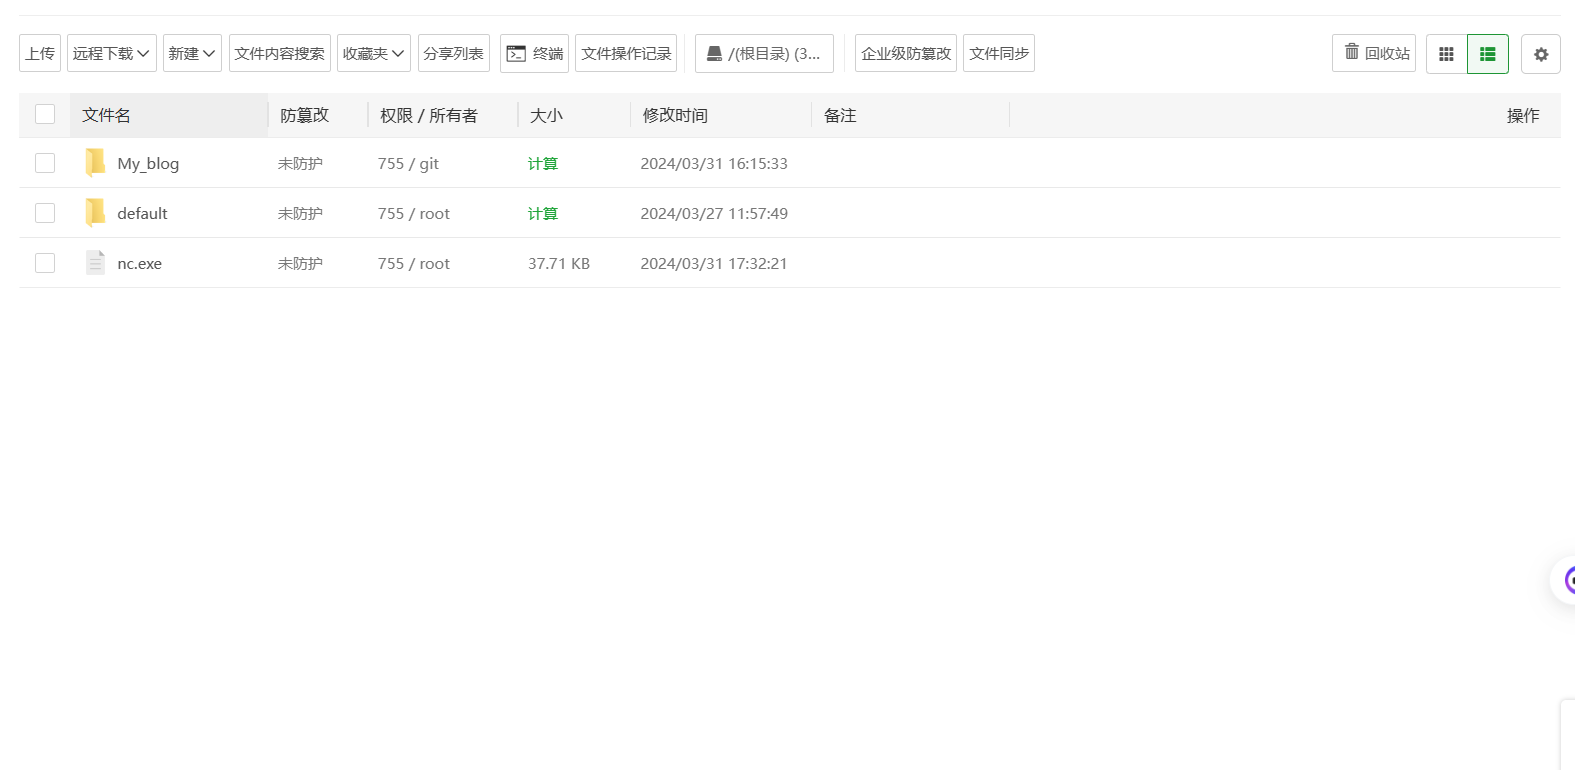 上传 远程下载 新建 文件内容搜索 收藏夹 分享列表 终端 文件操作记录 /(根目录) (3... 企业级防篡改 文件同步 回收站
文件名 防篡改 权限 / 所有者 大小 修改时间 备注 操作
My_blog 未防护 755 / git 计算 2024/03/31 16:15:33
default 未防护 755 / root 计算 2024/03/27 11:57:49
nc.exe 未防护 755 / root 37.71 KB 2024/03/31 17:32:21